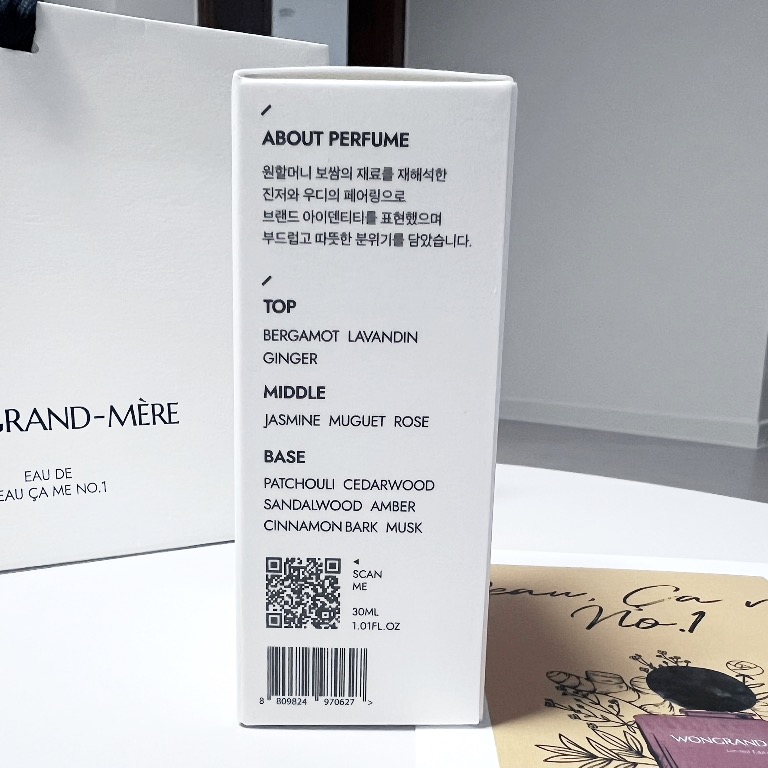 ABOUT PERFUME
원할머니 보쌈의 재료를 재해석한
진저와 우디의 페어링으로
브랜드 아이덴티티를 표현했으며
부드럽고 따뜻한 분위기를 담았습니다.
TOP
BERGAMOT LAVANDIN
GINGER
MIDDLE
JASMINE MUGUET ROSE
BASE
PATCHOULI CEDARWOOD
SANDALWOOD AMBER
CINNAMON BARK MUSK
SCAN
ME
30ML
1.01FL.OZ
8 809824 970627 >
GRAND-MÈRE
EAU DE
EAU ÇA ME NO.1
Ça
No.1
WONGRAND